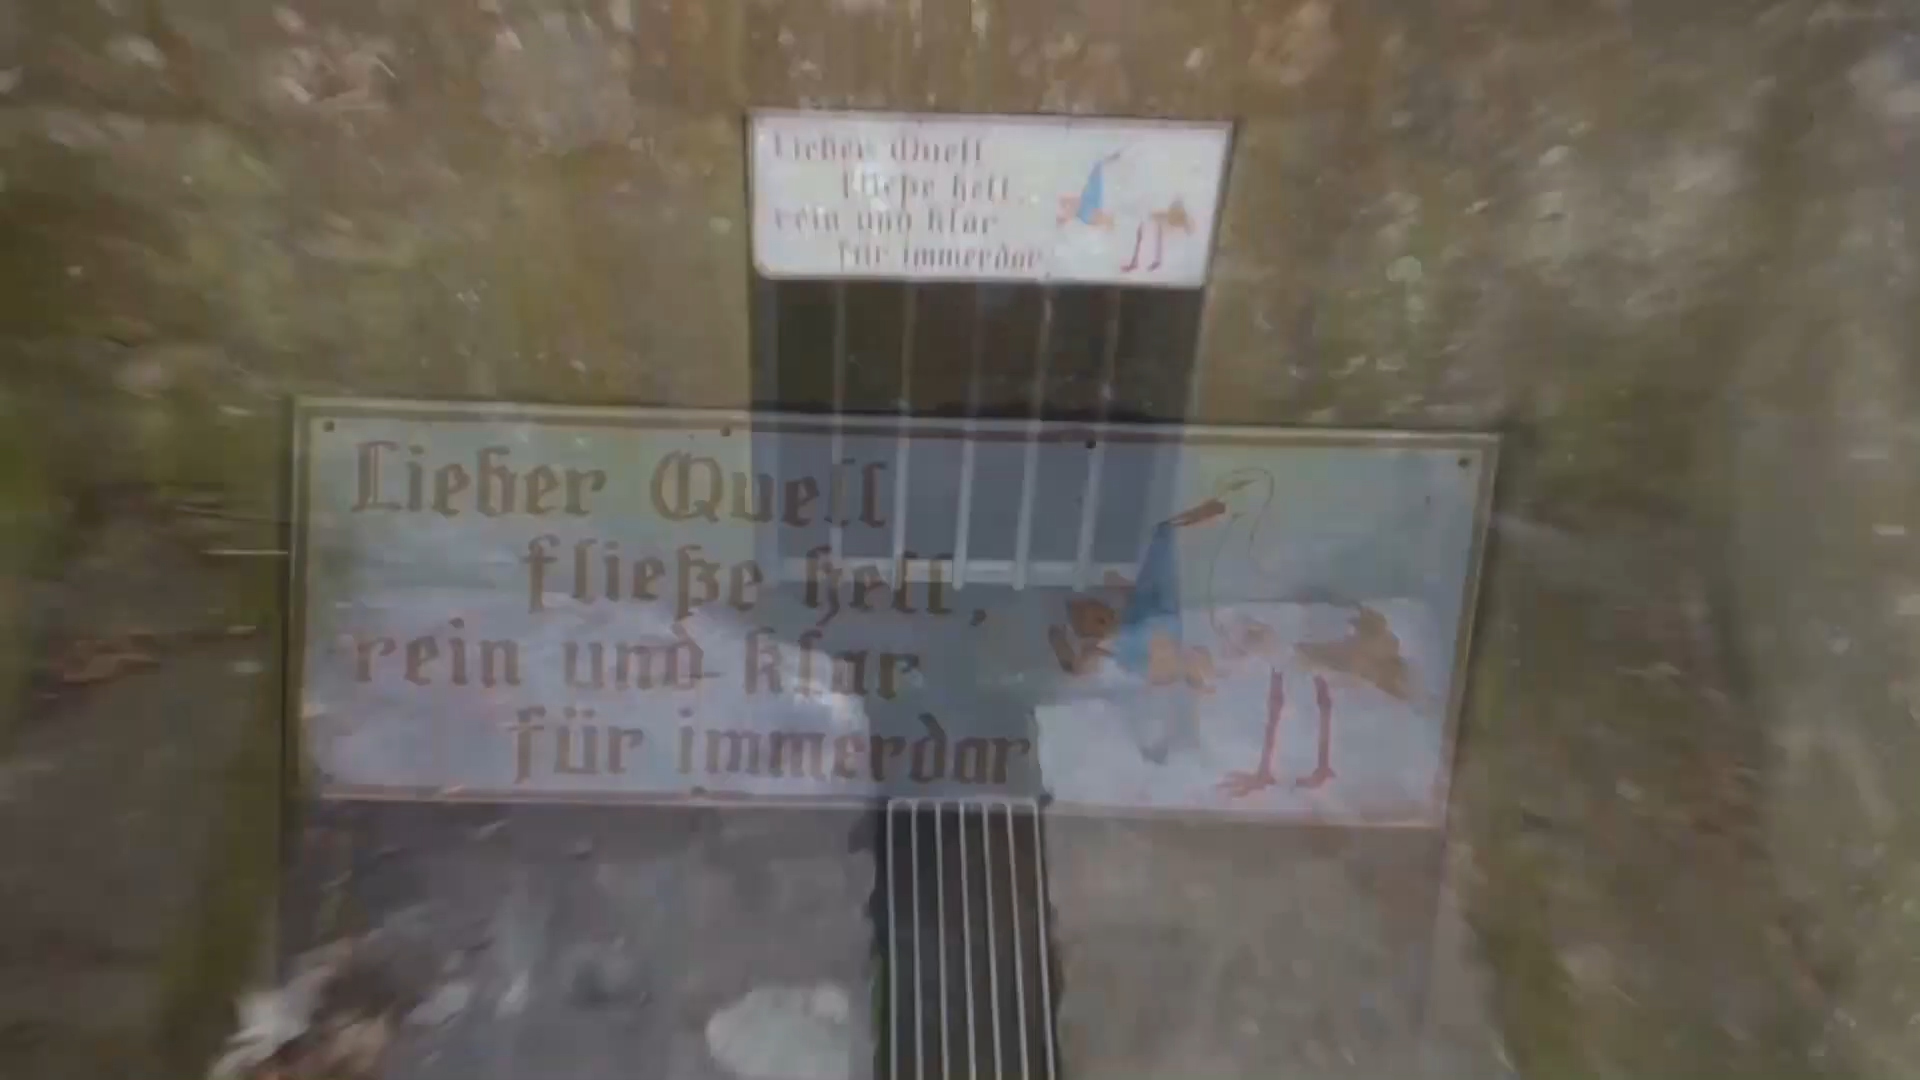 Lieber Quell
fließe hell,
rein und klar
für immerdar
Lieber Quell
fließe hell,
rein und klar
für immerdar